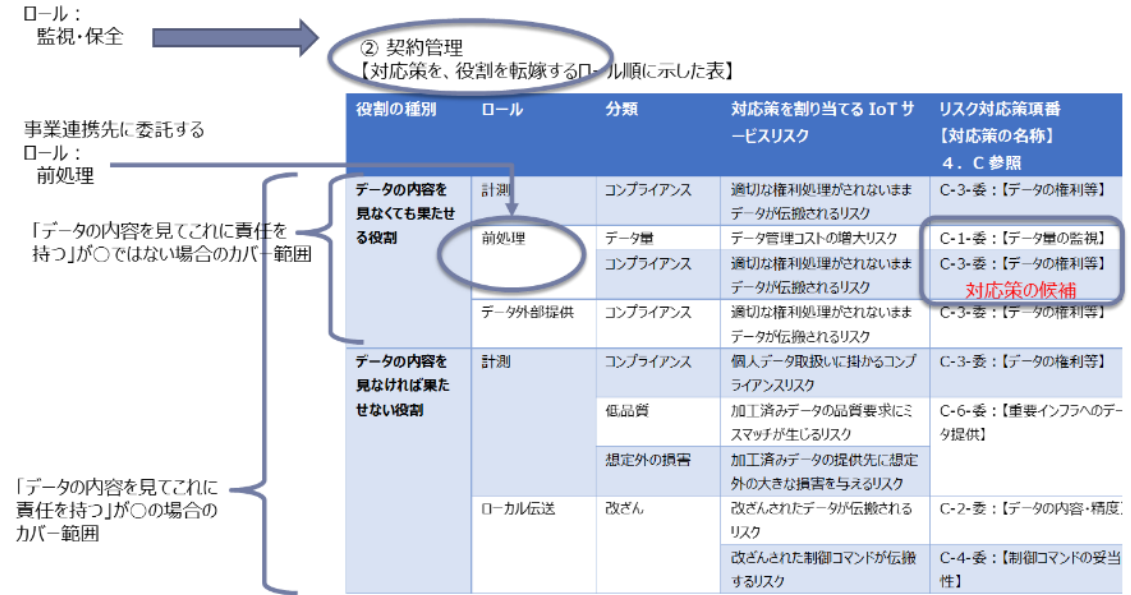 ロール：
監視・保全
② 契約管理
【対応策を、役割を転嫁するロール順に示した表】
事業連携先に委託する
ロール：
前処理
「データの内容を見てこれに責任を
持つ」が○ではない場合のカバー範囲
「データの内容を見てこれに
責任を持つ」が○の場合の
カバー範囲
役割の種別 ロール 分類 対応策を割り当てる IoT サ リスク対応策項番
ービスリスク 【対応策の名称】
４．C 参照
データの内容を 計測 コンプライアンス 適切な権利処理がされないまま C-3-委：【データの権利等】
見なくても果たせ データが伝搬されるリスク
る役割 前処理 データ量 データ管理コストの増大リスク C-1-委：【データ量の監視】
コンプライアンス 適切な権利処理がされないまま C-3-委：【データの権利等】
データが伝搬されるリスク 対応策の候補
データ外部提供 コンプライアンス 適切な権利処理がされないまま C-3-委：【データの権利等】
データが伝搬されるリスク
データの内容を 計測 コンプライアンス 個人データ取扱いに掛かるコンプ C-3-委：【データの権利等】
見なければ果た ライアンスリスク
せない役割 低品質 加工済みデータの品質要求にミ C-6-委：【重要インフラへのデー
スマッチが生じるリスク タ提供】
想定外の損害 加工済みデータの提供先に想定
外の大きな損害を与えるリスク
ローカル伝送 改ざん 改ざんされたデータが伝搬される C-2-委：【データの内容・精度】
リスク
改ざんされた制御コマンドが伝搬 C-4-委：【制御コマンドの妥当
するリスク 性】